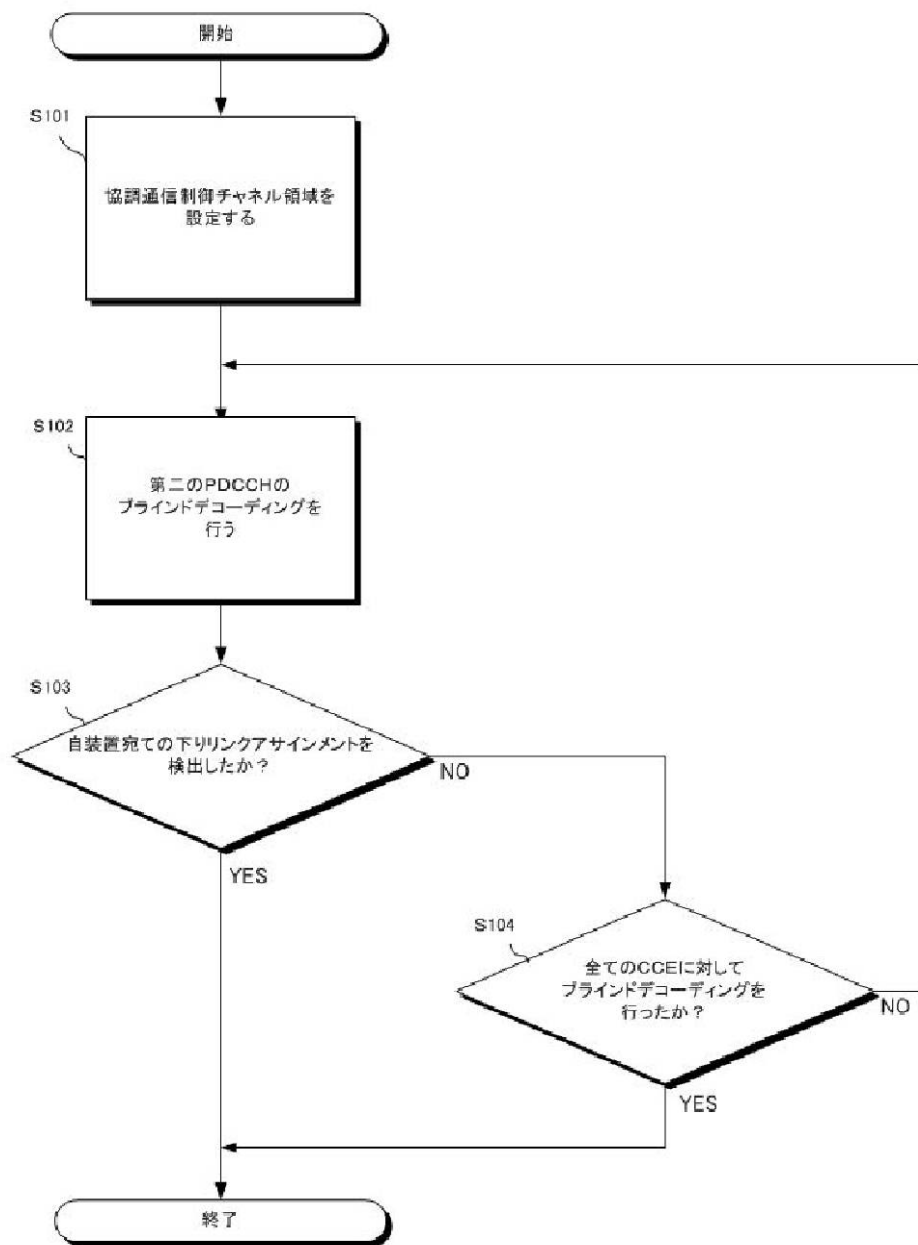 開始
S101
協調通信制御チャネル領域を
設定する
S102
第二のPDCCHの
ブラインドデコーディングを
行う
S103
自装置宛ての下りリンクアサインメントを
検出したか？
NO
YES
S104
全てのCCEに対して
ブラインドデコーディングを
行ったか？
NO
YES
終了